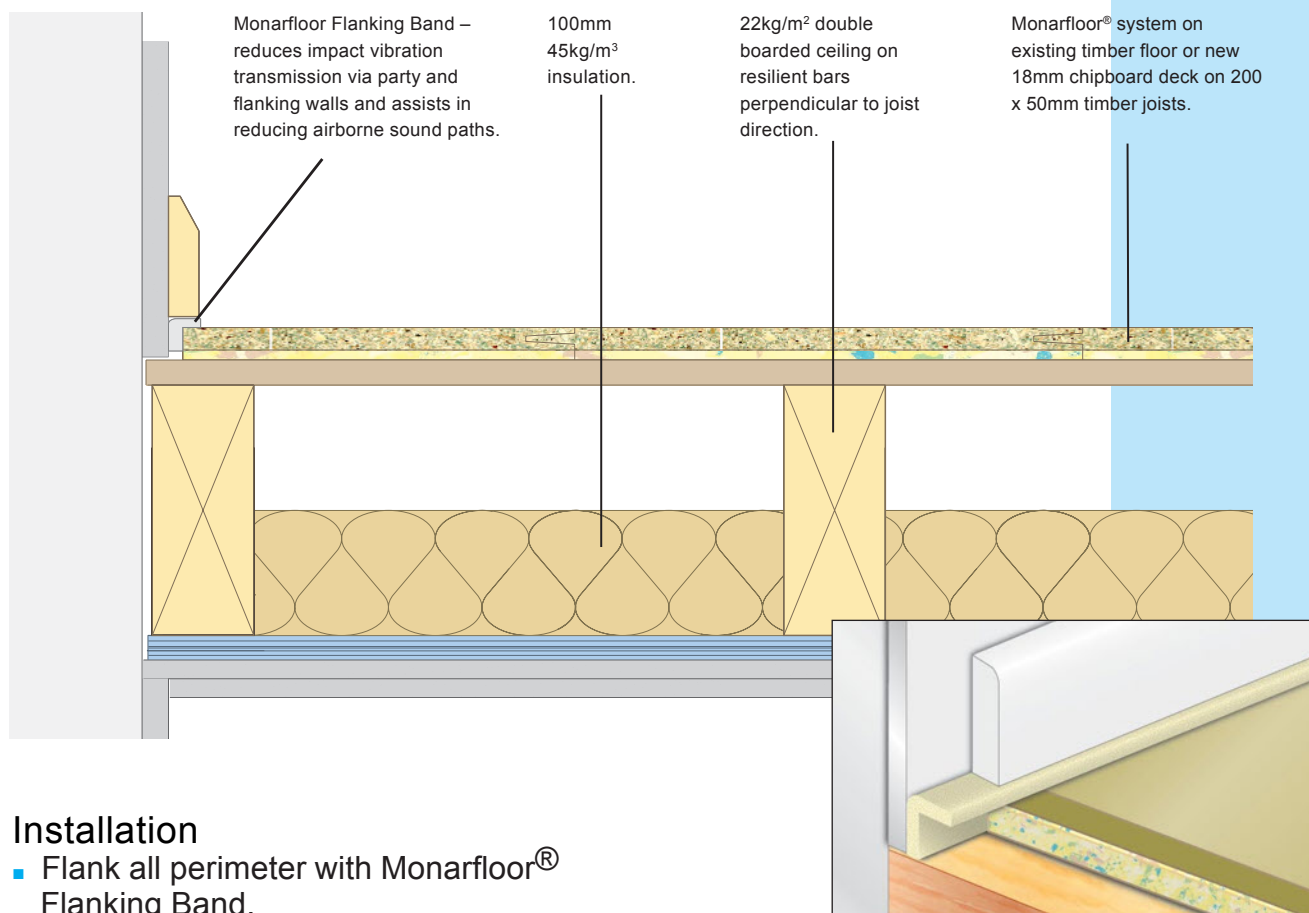 Monarfloor Flanking Band –
reduces impact vibration
transmission via party and
flanking walls and assists in
reducing airborne sound paths.
100mm
45kg/m³
insulation.
22kg/m² double
boarded ceiling on
resilient bars
perpendicular to joist
direction.
Monarfloor® system on
existing timber floor or new
18mm chipboard deck on 200
x 50mm timber joists.
Installation
▪ Flank all perimeter with Monarfloor®
Flanking Band.